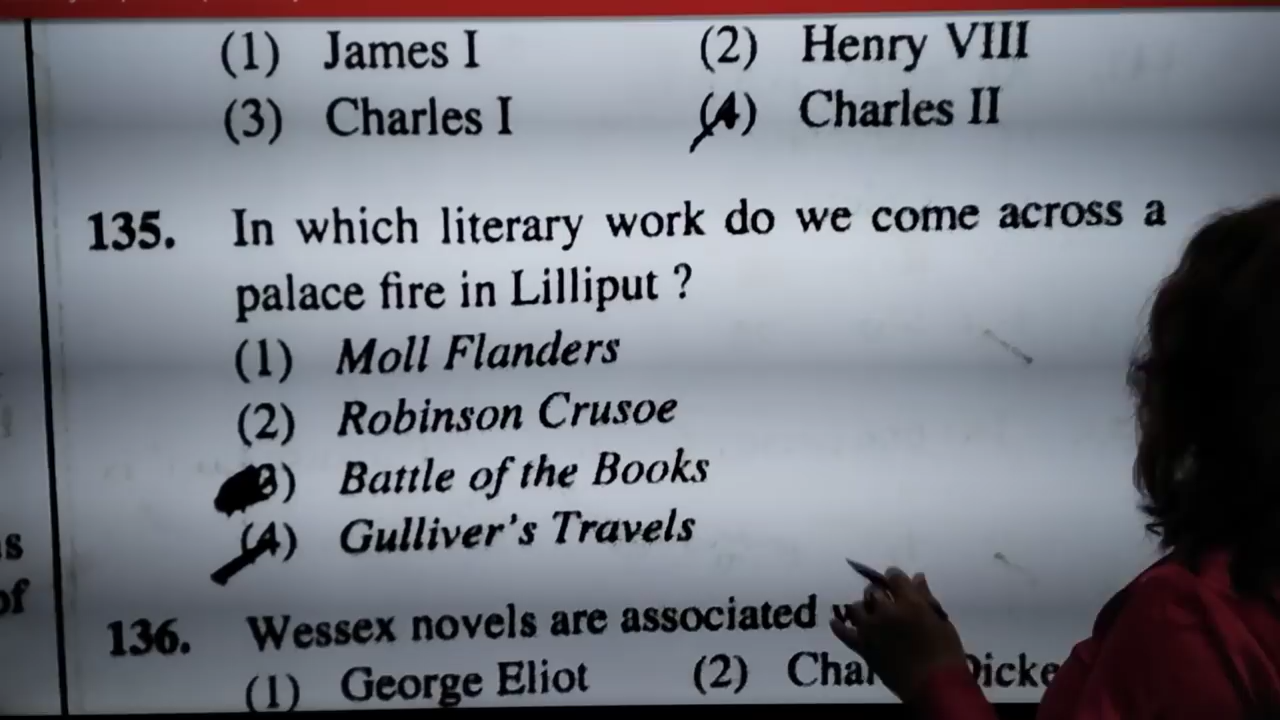 (1) James I (2) Henry VIII
(3) Charles I (4) Charles II
135. In which literary work do we come across a
palace fire in Lilliput ?
(1) Moll Flanders
(2) Robinson Crusoe
(3) Battle of the Books
(4) Gulliver's Travels
s
of
136. Wessex novels are associated
(1) George Eliot (2)